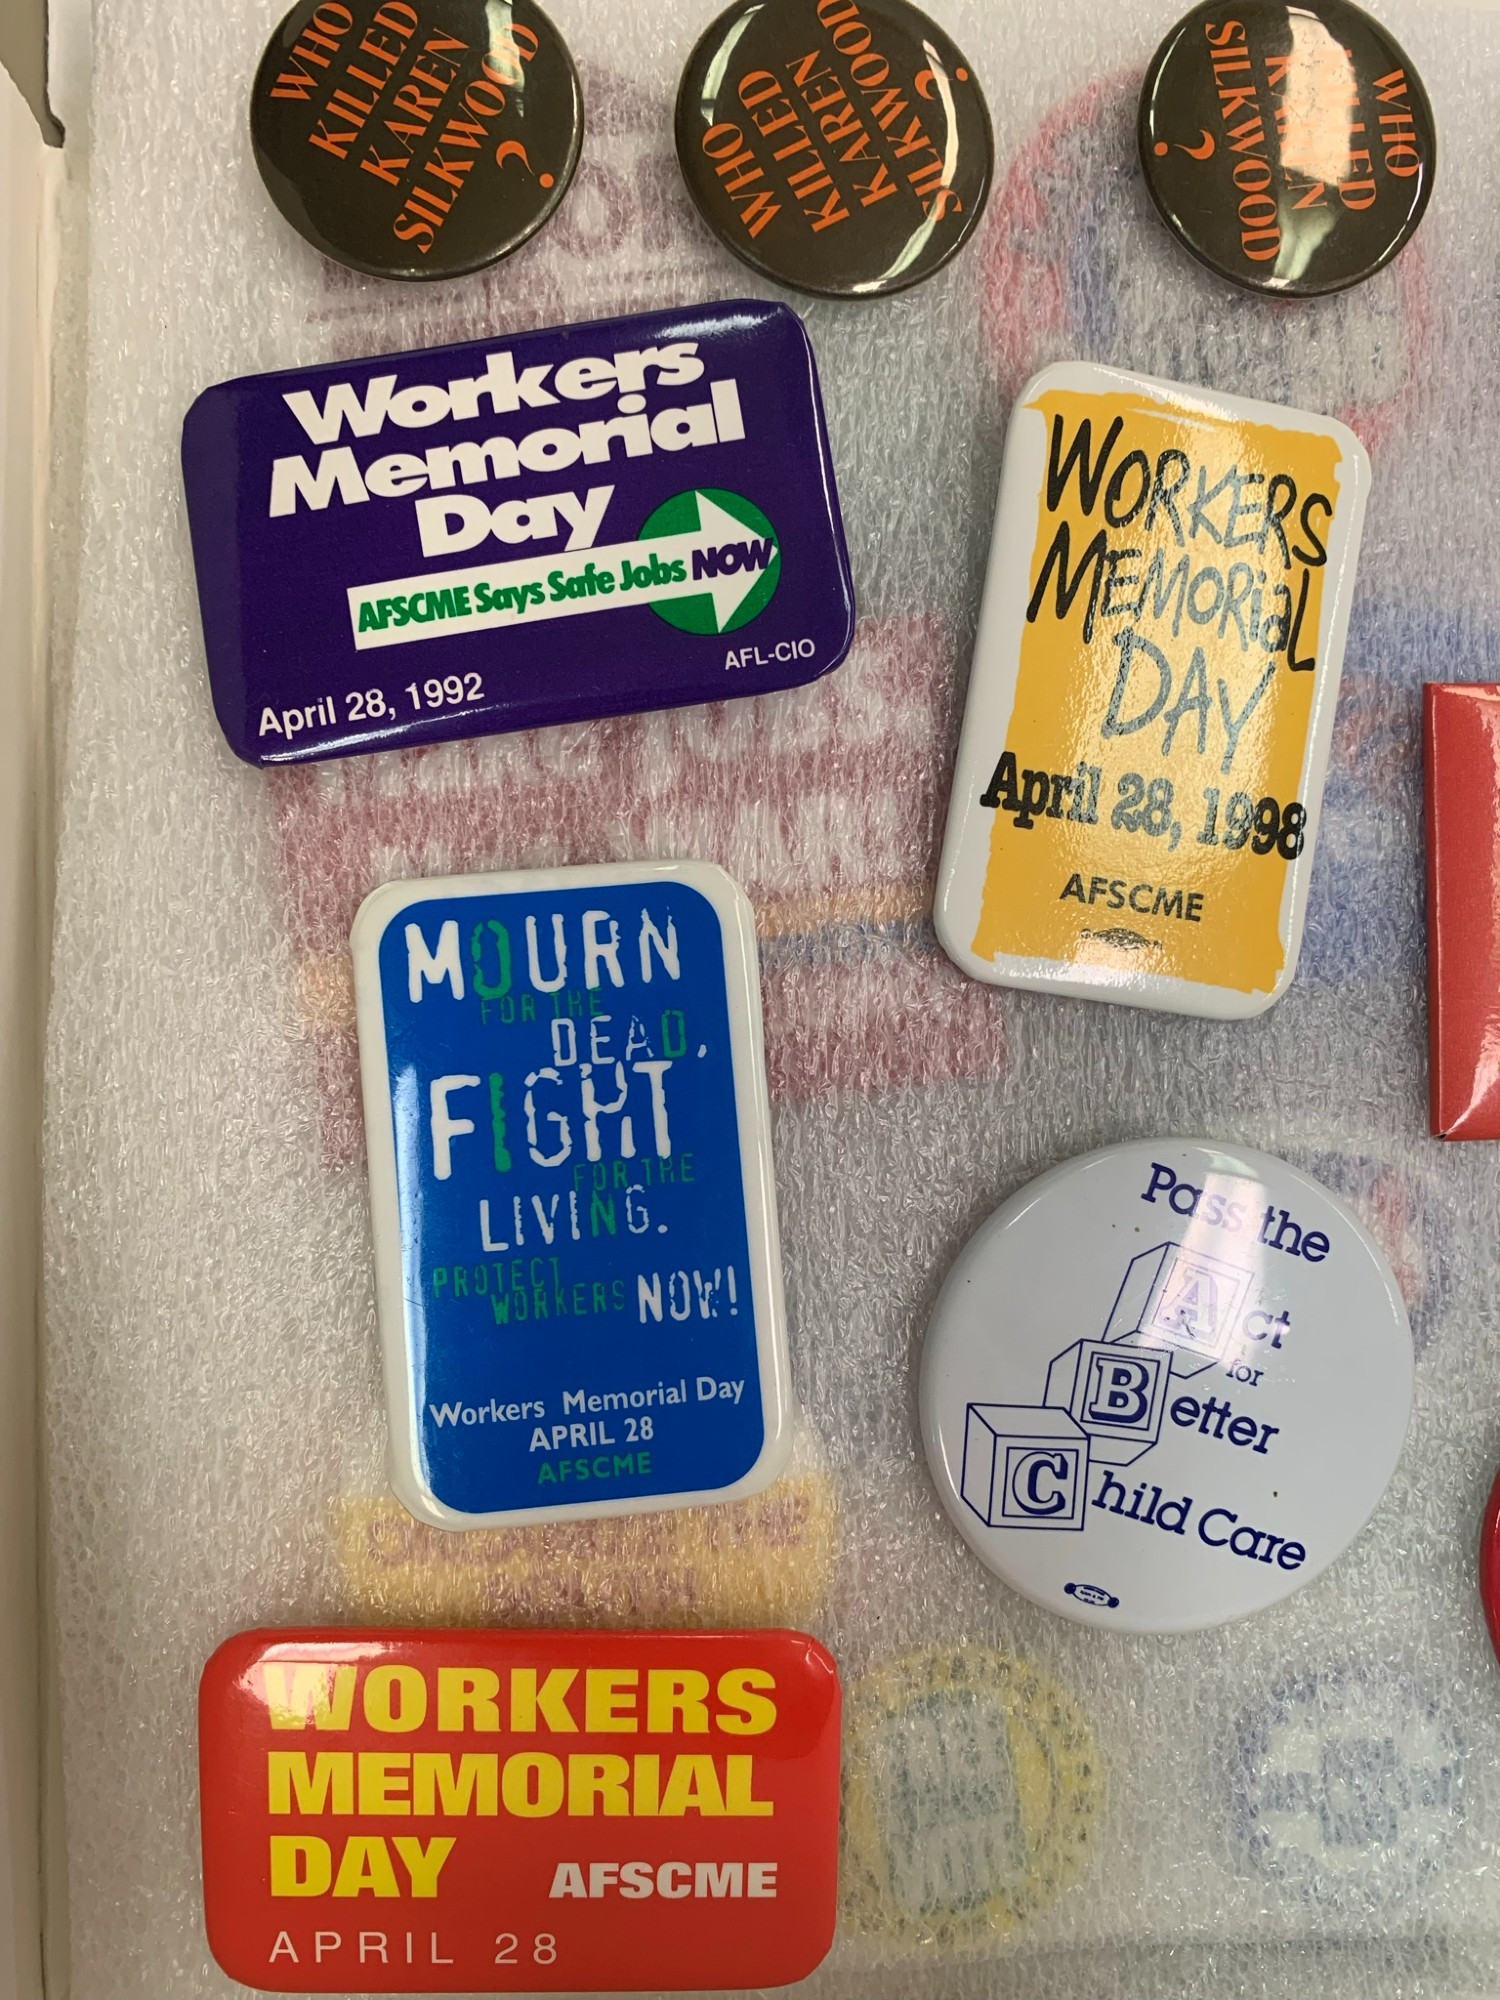 WHO
KILLED
KAREN
SILKWOOD
?
WHO
KILLED
KAREN
SILKWOOD
?
WHO
KILLED
KAREN
SILKWOOD
?
Workers
Memorial
Day
AFSCME Says Safe Jobs NOW
AFL-CIO
April 28, 1992
WORKERS
MEMORiaL
DAY
April 28, 1998
AFSCME
MOURN
FOR THE
DEAD,
FIGHT
FOR THE
LIVING.
PROTECT
WORKERS NOW!
Workers Memorial Day
APRIL 28
AFSCME
Pass the
Act
for
Better
Child Care
WORKERS
MEMORIAL
DAY AFSCME
APRIL 28